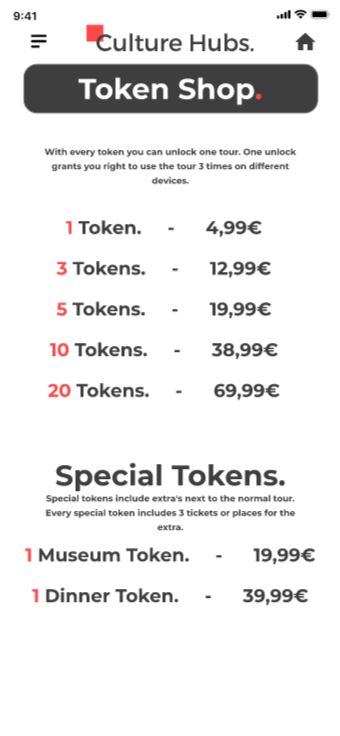 9:41
Culture Hubs.
Token Shop.
With every token you can unlock one tour. One unlock
grants you right to use the tour 3 times on different
devices.
1 Token. - 4,99€
3 Tokens. - 12,99€
5 Tokens. - 19,99€
10 Tokens. - 38,99€
20 Tokens. - 69,99€
Special Tokens.
Special tokens include extra's next to the normal tour.
Every special token includes 3 tickets or places for the
extra.
1 Museum Token. - 19,99€
1 Dinner Token. - 39,99€